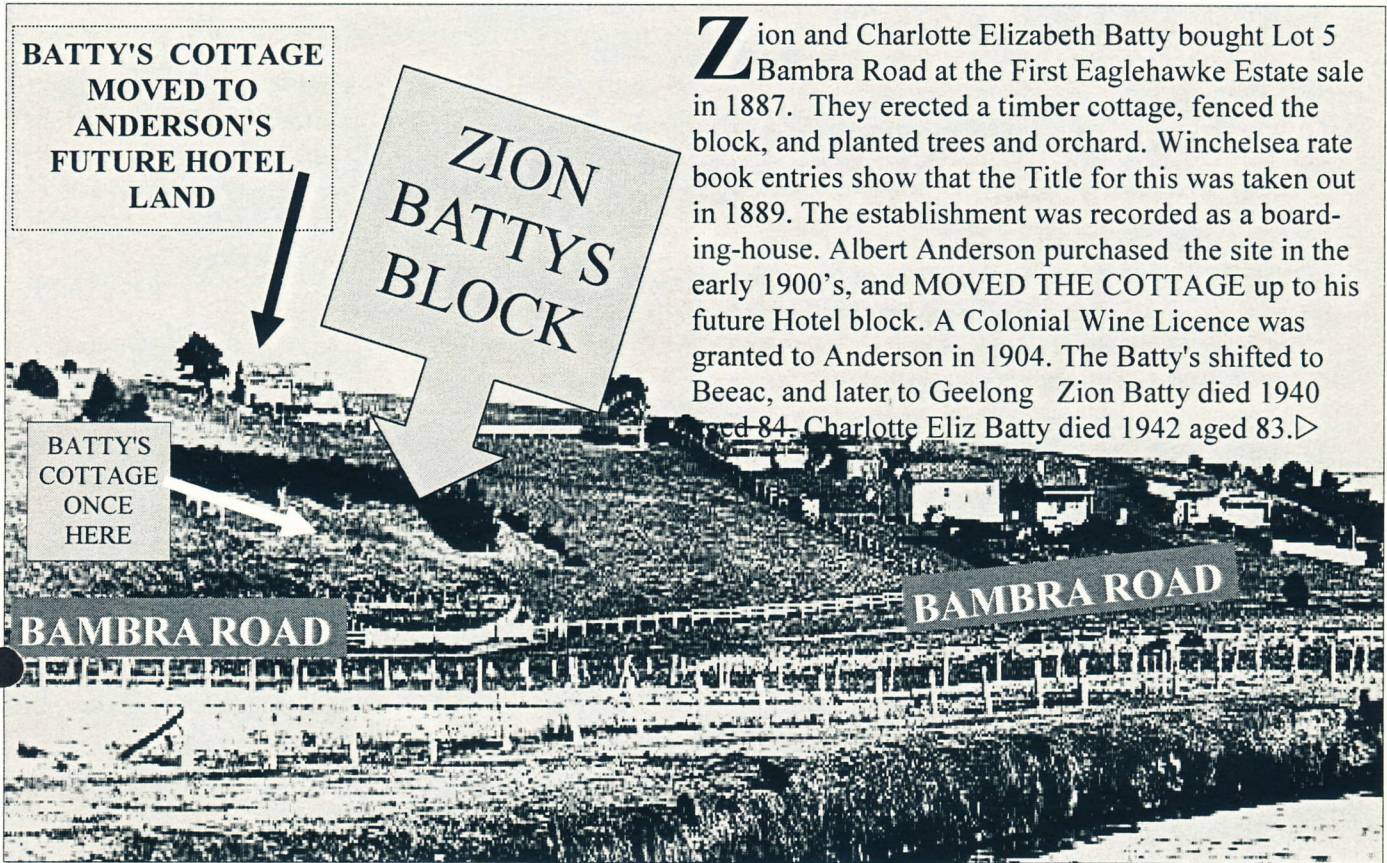 BATTY'S COTTAGE
MOVED TO
ANDERSON'S
FUTURE HOTEL
LAND
ZION
BATTYS
BLOCK
Zion and Charlotte Elizabeth Batty bought Lot 5
Bambra Road at the First Eaglehawke Estate sale
in 1887. They erected a timber cottage, fenced the
block, and planted trees and orchard. Winchelsea rate
book entries show that the Title for this was taken out
in 1889. The establishment was recorded as a board-
ing-house. Albert Anderson purchased the site in the
early 1900's, and MOVED THE COTTAGE up to his
future Hotel block. A Colonial Wine Licence was
granted to Anderson in 1904. The Batty's shifted to
Beeac, and later to Geelong Zion Batty died 1940
aged 84. Charlotte Eliz Batty died 1942 aged 83.▷
BATTY'S
COTTAGE
ONCE
HERE
BAMBRA ROAD
BAMBRA ROAD